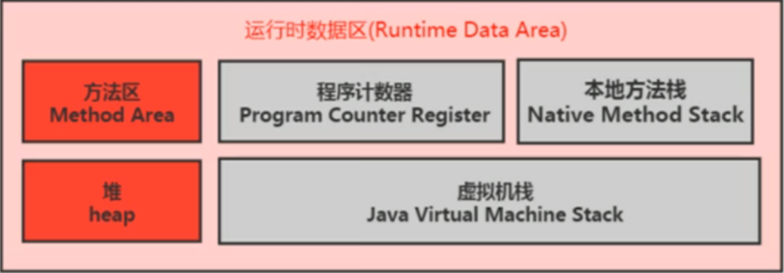 运行时数据区(Runtime Data Area)
方法区
Method Area
程序计数器
Program Counter Register
本地方法栈
Native Method Stack
堆
heap
虚拟机栈
Java Virtual Machine Stack